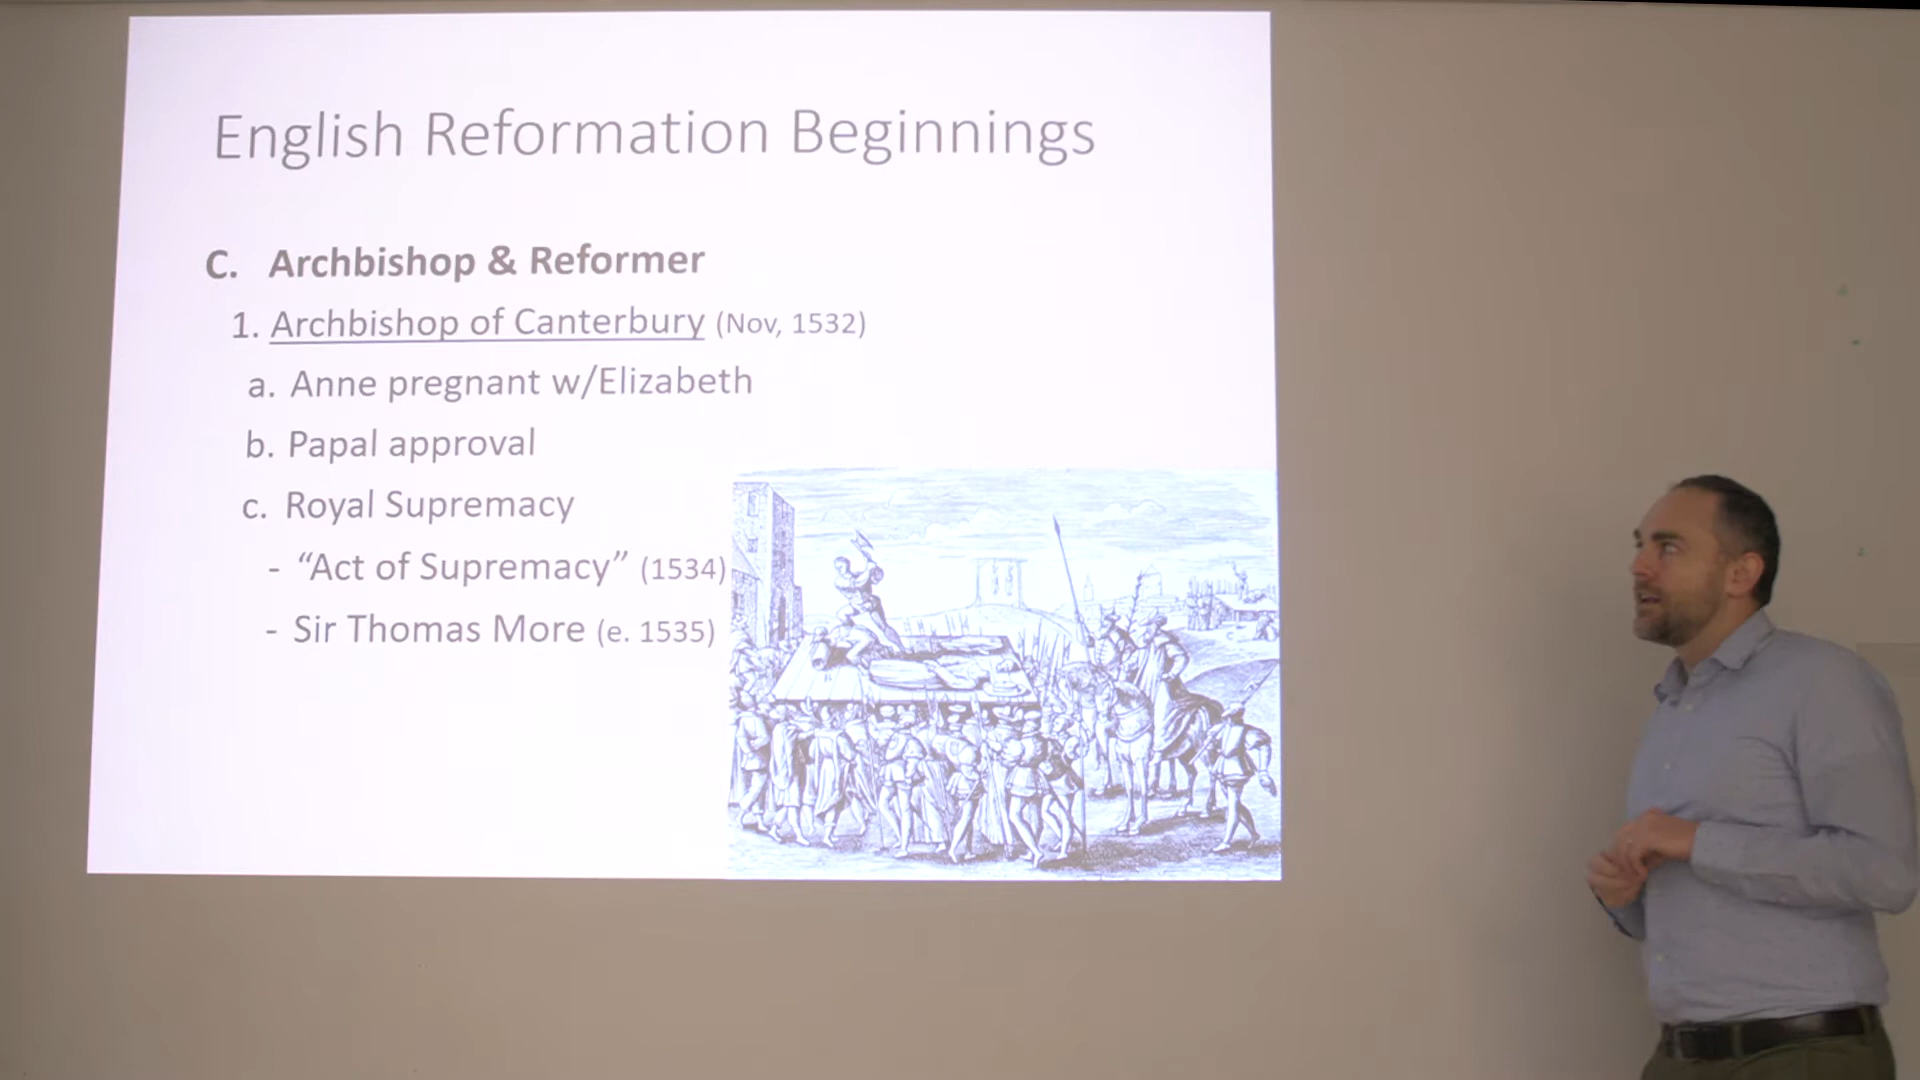 English Reformation Beginnings
C. Archbishop & Reformer
1. Archbishop of Canterbury (Nov, 1532)
a. Anne pregnant w/Elizabeth
b. Papal approval
c. Royal Supremacy
- “Act of Supremacy” (1534)
- Sir Thomas More (e. 1535)